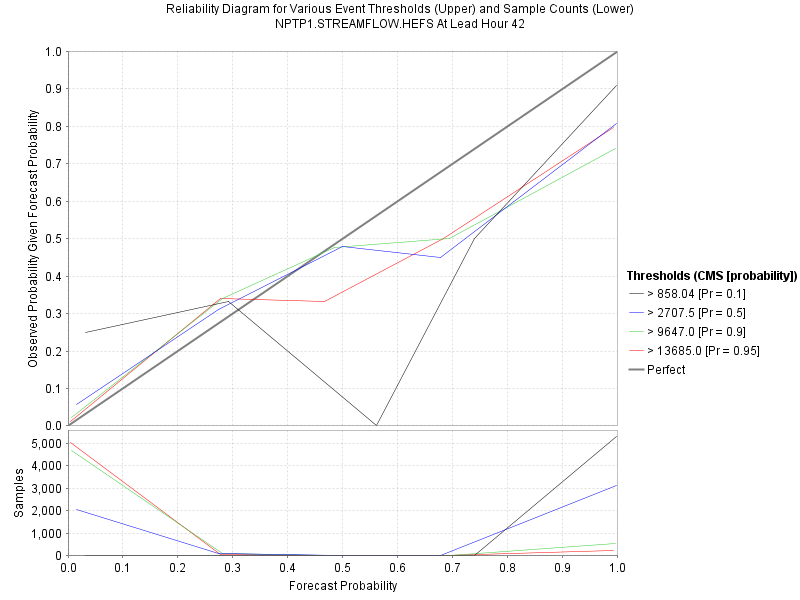 Reliability Diagram for Various Event Thresholds (Upper) and Sample Counts (Lower)
NPTP1.STREAMFLOW.HEFS At Lead Hour 42
Observed Probability Given Forecast Probability
1.0
0.9
0.8
0.7
0.6
0.5
0.4
0.3
0.2
0.1
0.0
Samples
5,000
4,000
3,000
2,000
1,000
0
0.0 0.1 0.2 0.3 0.4 0.5 0.6 0.7 0.8 0.9 1.0
Forecast Probability
Thresholds (CMS [probability])
> 858.04 [Pr = 0.1]
> 2707.5 [Pr = 0.5]
> 9647.0 [Pr = 0.9]
> 13685.0 [Pr = 0.95]
Perfect